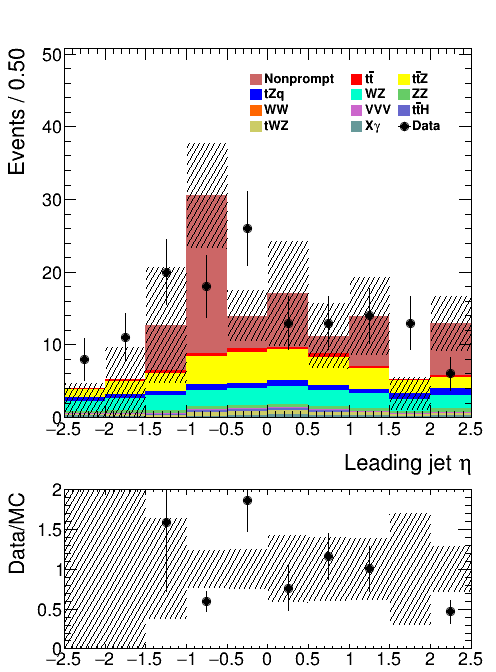 Events / 0.50
50
40
30
20
10
0
Nonprompt tt̄ tt̄Z
tZq WZ ZZ
WW VVV tt̄H
tWZ Xγ Data
−2.5 −2 −1.5 −1 −0.5 0 0.5 1 1.5 2 2.5
Leading jet η
Data/MC
2
1.5
1
0.5
0
−2.5 −2 −1.5 −1 −0.5 0 0.5 1 1.5 2 2.5